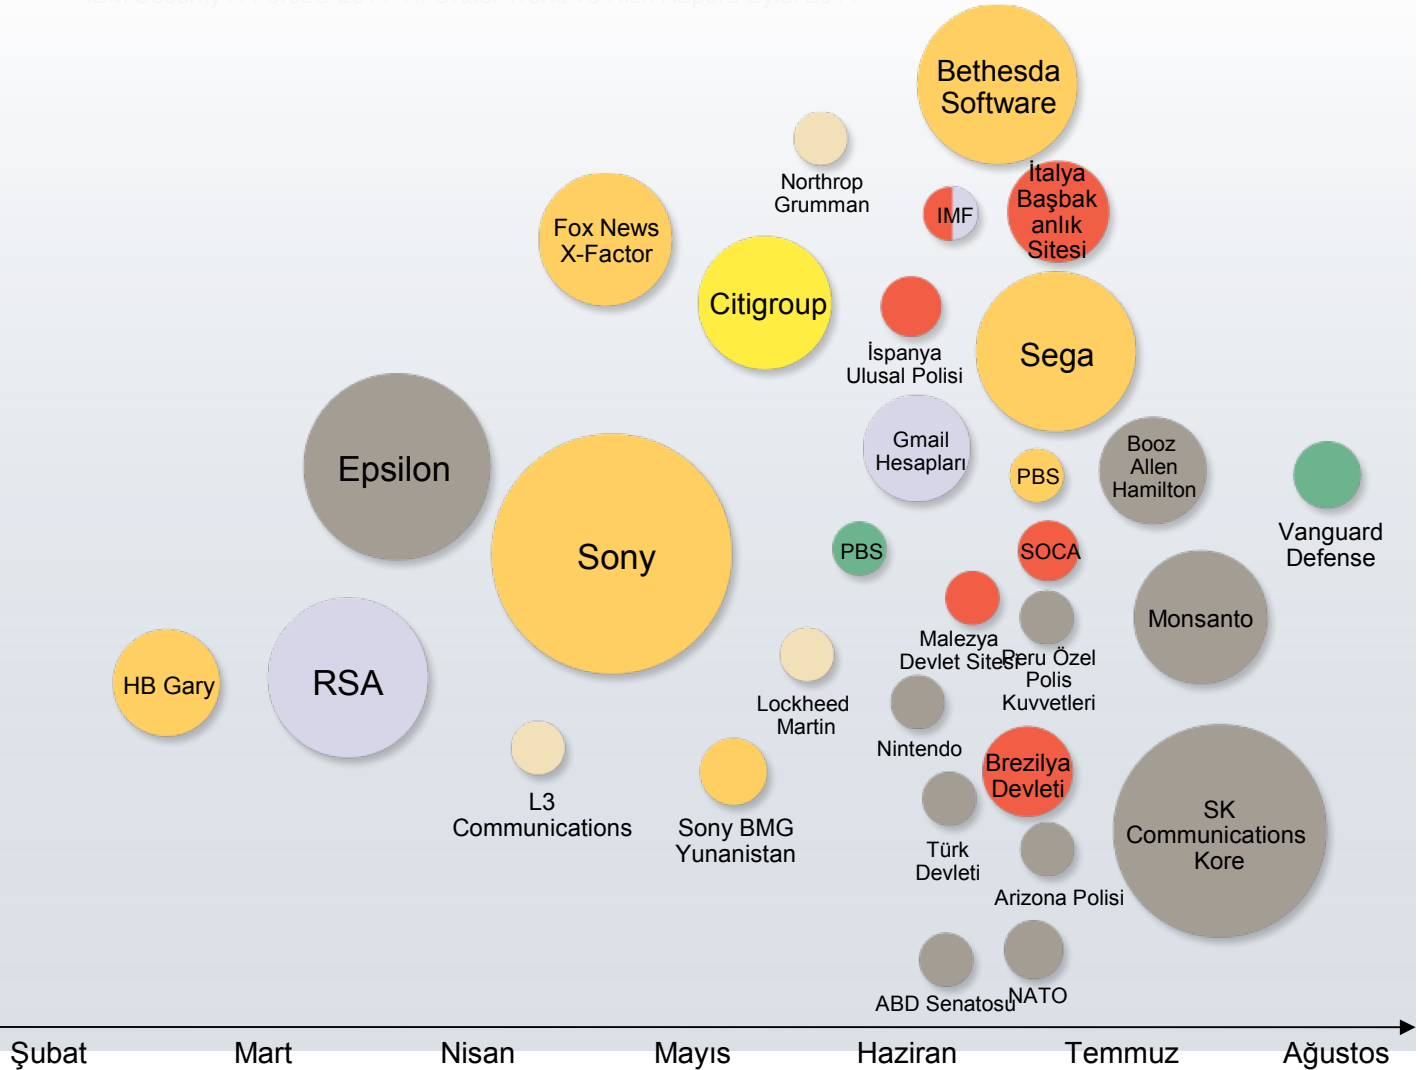 Bethesda
Software
Northrop
Grumman
İtalya
Başbak
anlık
Sitesi
IMF
Fox News
X-Factor
Citigroup
İspanya
Ulusal Polisi
Sega
Gmail
Hesapları
Booz
Allen
Hamilton
Epsilon
PBS
Vanguard
Defense
Sony
PBS
SOCA
Monsanto
Malezya
Devlet Sitesi
Peru Özel
Polis
Kuvvetleri
HB Gary
RSA
Lockheed
Martin
Nintendo
Brezilya
Devleti
L3
Communications
Sony BMG
Yunanistan
SK
Communications
Kore
Türk
Devleti
Arizona Polisi
ABD Senatosu
NATO
Şubat
Mart
Nisan
Mayıs
Haziran
Temmuz
Ağustos